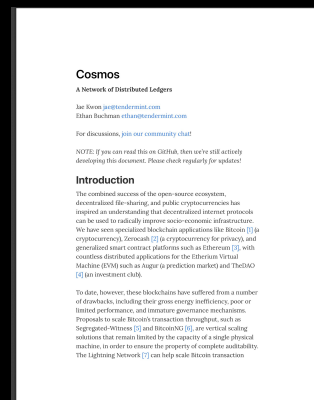 Cosmos
A Network of Distributed Ledgers
Jae Kwon jae@tendermint.com
Ethan Buchman ethan@tendermint.com
For discussions, join our community chat!
NOTE: If you can read this on GitHub, then we're still actively
developing this document. Please check regularly for updates!
Introduction
The combined success of the open-source ecosystem,
decentralized file-sharing, and public cryptocurrencies has
inspired an understanding that decentralized internet protocols
can be used to radically improve socio-economic infrastructure.
We have seen specialized blockchain applications like Bitcoin [1] (a
cryptocurrency), Zerocash [2] (a cryptocurrency for privacy), and
generalized smart contract platforms such as Ethereum [3], with
countless distributed applications for the Etherium Virtual
Machine (EVM) such as Augur (a prediction market) and TheDAO
[4] (an investment club).
To date, however, these blockchains have suffered from a number
of drawbacks, including their gross energy inefficiency, poor or
limited performance, and immature governance mechanisms.
Proposals to scale Bitcoin's transaction throughput, such as
Segregated-Witness [5] and BitcoinNG [6], are vertical scaling
solutions that remain limited by the capacity of a single physical
machine, in order to ensure the property of complete auditability.
The Lightning Network [7] can help scale Bitcoin transaction